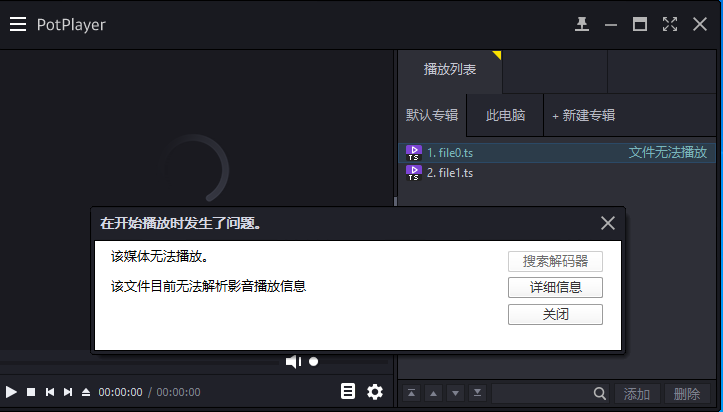 PotPlayer
播放列表
默认专辑
此电脑
+ 新建专辑
TS
1. file0.ts
文件无法播放
TS
2. file1.ts
在开始播放时发生了问题。
该媒体无法播放。
该文件目前无法解析影音播放信息
搜索解码器
详细信息
关闭
00:00:00 / 00:00:00
添加
删除